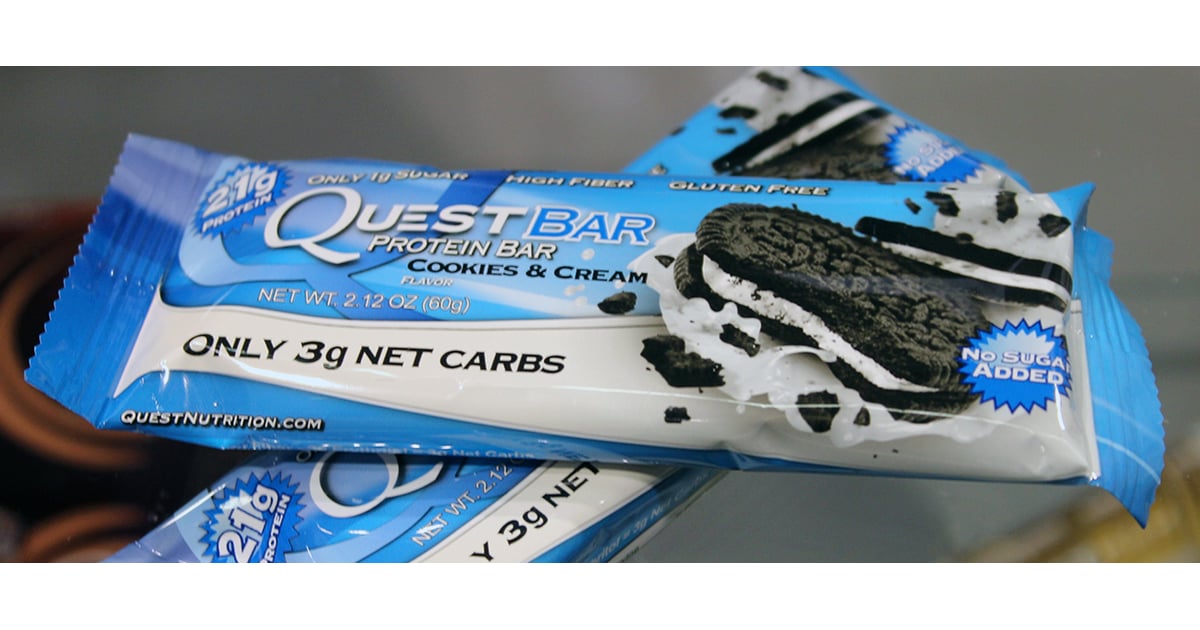 21g
PROTEIN
ONLY 1g SUGAR HIGH FIBER GLUTEN FREE
QUEST BAR
PROTEIN BAR
COOKIES & CREAM
FLAVOR
NET WT. 2.12 OZ (60g)
ONLY 3g NET CARBS
NO SUGAR
ADDED
QUESTNUTRITION.COM
ADDED
21g
PROTEIN
Q
NET WT. 2.12
Y 3g NET